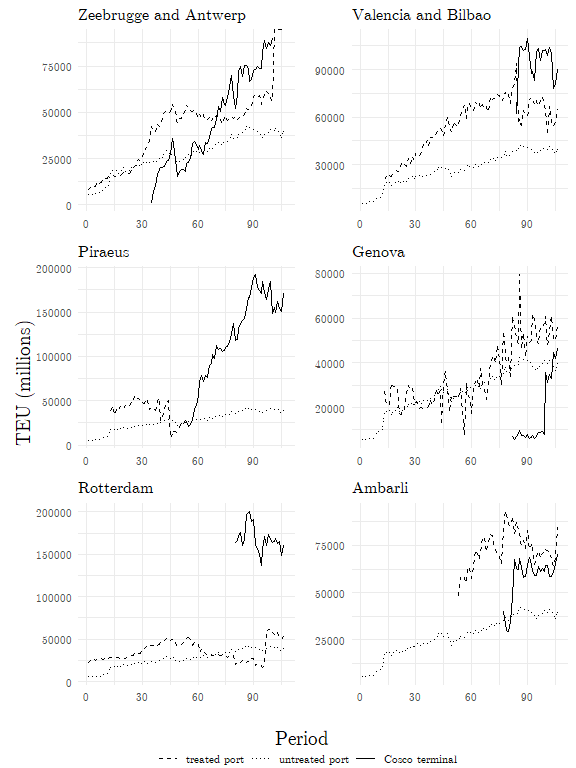 Zeebrugge and Antwerp
Valencia and Bilbao
75000
50000
25000
0
0 30 60 90
90000
60000
30000
0 30 60 90
Piraeus
Genova
200000
150000
100000
50000
0
0 30 60 90
80000
60000
40000
20000
0 30 60 90
Rotterdam
Ambarli
200000
150000
100000
50000
0
0 30 60 90
75000
50000
25000
0 30 60 90
TEU (millions)
Period
treated port untreated port Cosco terminal